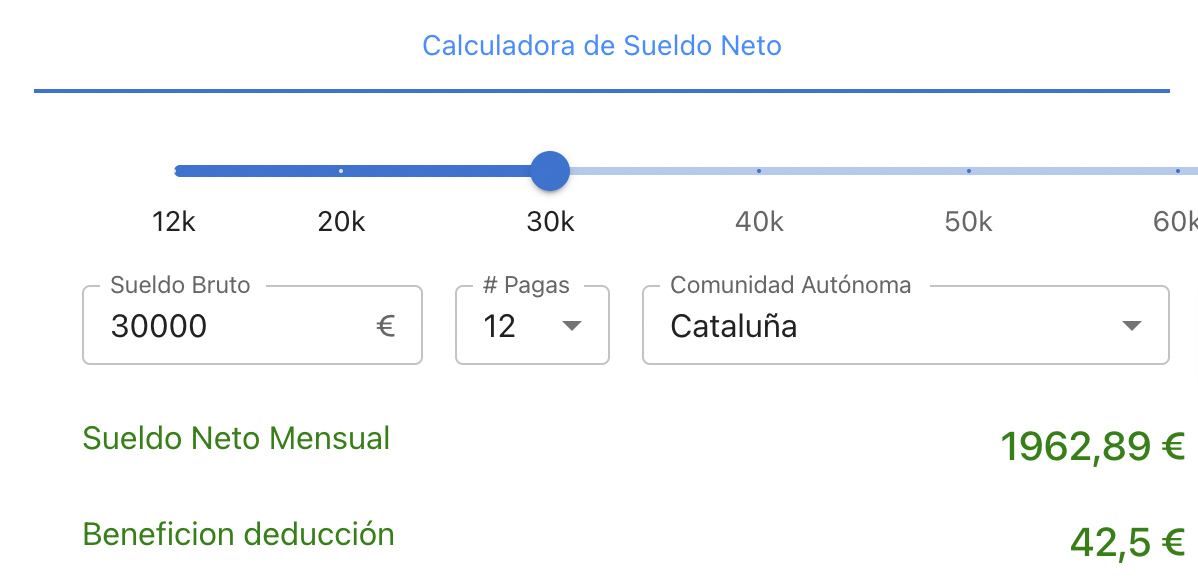 Calculadora de Sueldo Neto
12k 20k 30k 40k 50k 60k
Sueldo Bruto # Pagas Comunidad Autónoma
30000 € 12 Cataluña
Sueldo Neto Mensual 1962,89 €
Beneficion deducción 42,5 €